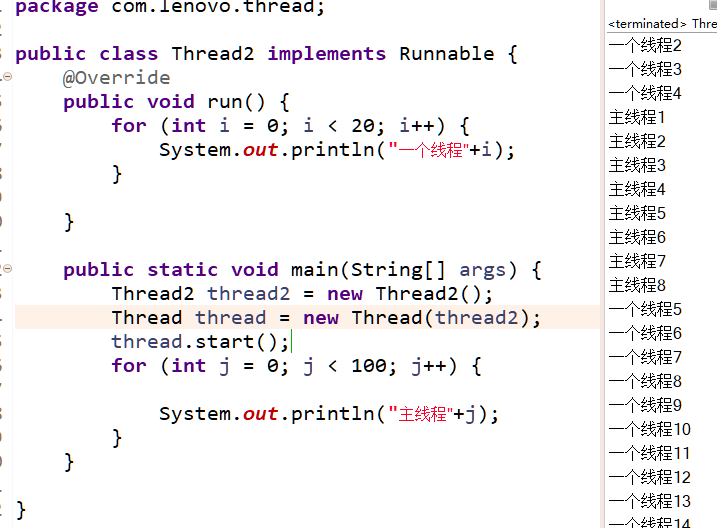 package com.lenovo.thread;
public class Thread2 implements Runnable {
@Override
public void run() {
for (int i = 0; i < 20; i++) {
System.out.println("一个线程"+i);
}
}
public static void main(String[] args) {
Thread2 thread2 = new Thread2();
Thread thread = new Thread(thread2);
thread.start();
for (int j = 0; j < 100; j++) {
System.out.println("主线程"+j);
}
}
}
<terminated> Thre
一个线程2
一个线程3
一个线程4
主线程1
主线程2
主线程3
主线程4
主线程5
主线程6
主线程7
主线程8
一个线程5
一个线程6
一个线程7
一个线程8
一个线程9
一个线程10
一个线程11
一个线程12
一个线程13
一个线程14